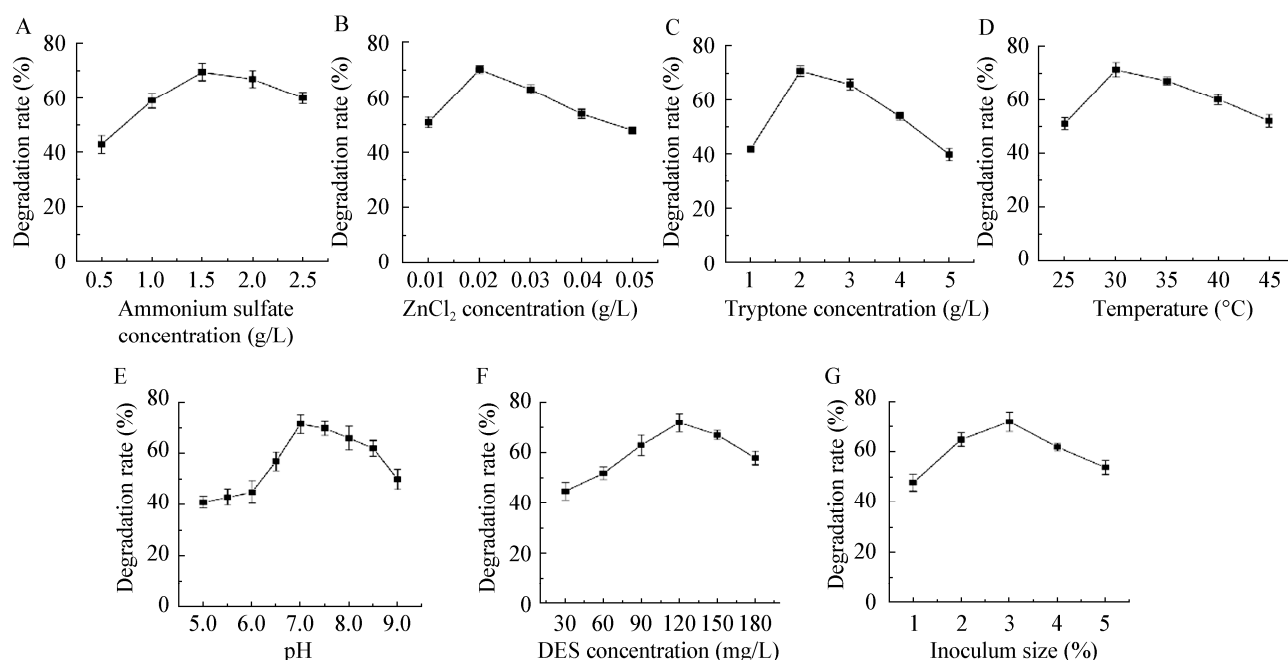 A
Degradation rate (%)
80
60
40
20
0
0.5 1.0 1.5 2.0 2.5
Ammonium sulfate
concentration (g/L)
B
Degradation rate (%)
80
60
40
20
0
0.01 0.02 0.03 0.04 0.05
ZnCl₂ concentration (g/L)
C
Degradation rate (%)
80
60
40
20
0
1 2 3 4 5
Tryptone concentration (g/L)
D
Degradation rate (%)
80
60
40
20
0
25 30 35 40 45
Temperature (°C)
E
Degradation rate (%)
80
60
40
20
0
5.0 6.0 7.0 8.0 9.0
pH
F
Degradation rate (%)
80
60
40
20
0
30 60 90 120 150 180
DES concentration (mg/L)
G
Degradation rate (%)
80
60
40
20
0
1 2 3 4 5
Inoculum size (%)